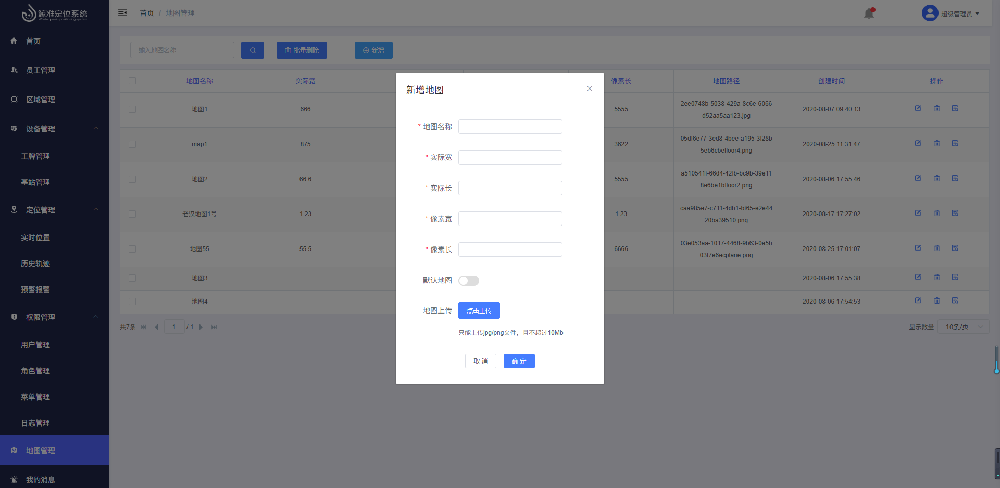 鲸准定位系统
Whale quasi - positioning system
首页
员工管理
区域管理
设备管理
工牌管理
基站管理
定位管理
实时位置
历史轨迹
预警报警
权限管理
用户管理
角色管理
菜单管理
日志管理
地图管理
我的消息
首页 / 地图管理
超级管理员
输入地图名称
批量删除
新增
地图名称 实际宽 像素长 地图路径 创建时间 操作
地图1 666 5555 2ee0748b-5038-429a-8c6e-6066
d52aa5aa123.jpg 2020-08-07 09:40:13
map1 875 3622 05df6e77-3ed8-4bee-a195-3f28b
5eb6cbefloor4.png 2020-08-25 11:31:47
地图2 66.6 5555 a510541f-66d4-42fb-bc9b-39e11
8e6be1bfloor2.png 2020-08-06 17:55:46
老汉地图1号 1.23 1.23 caa985e7-c711-4db1-bf65-e2e44
20ba39510.png 2020-08-17 17:27:02
地图55 55.5 6666 03e053aa-1017-4468-9b63-0e5b
03f7e6ecplane.png 2020-08-25 17:01:07
地图3 2020-08-06 17:55:38
地图4 2020-08-06 17:54:53
共7条 1 / 1
显示数量: 10条/页
新增地图
* 地图名称
* 实际宽
* 实际长
* 像素宽
* 像素长
默认地图
地图上传 点击上传
只能上传jpg/png文件，且不超过10Mb
取 消 确 定